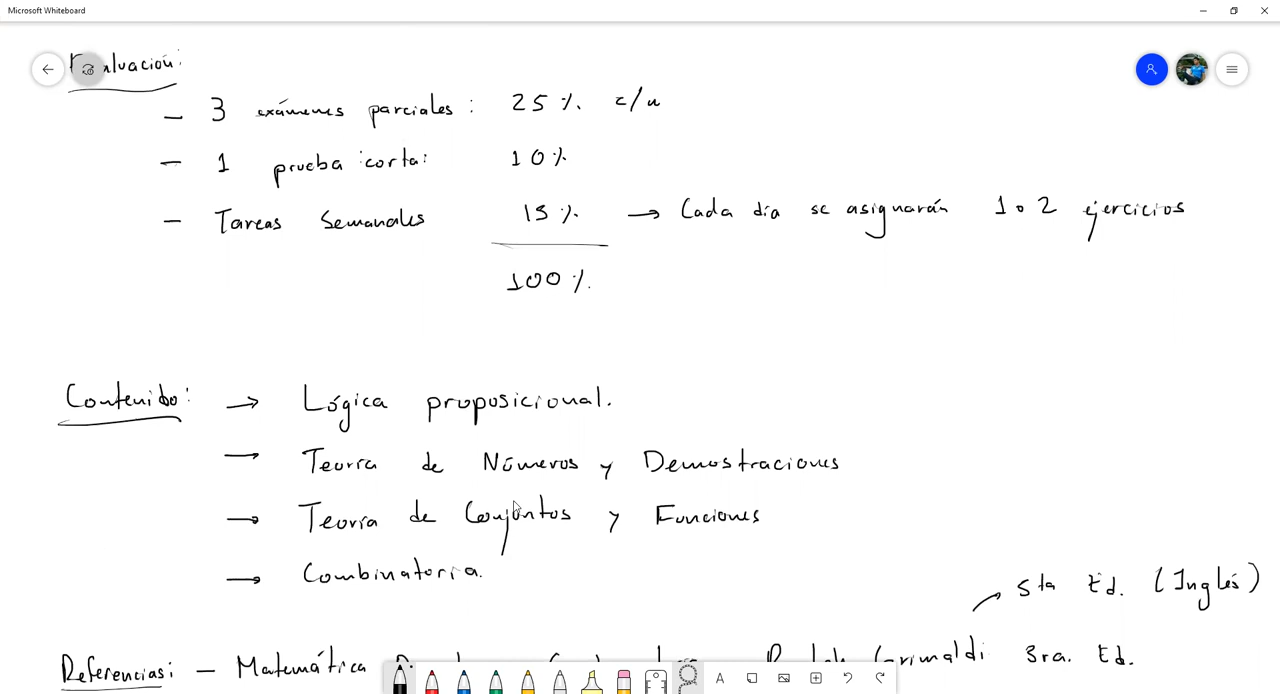 Microsoft Whiteboard
Evaluación:
- 3 exámenes parciales: 25 % c/u
- 1 prueba corta: 10 %
- Tareas Semanales 15 % → Cada día se asignarán 1 o 2 ejercicios
100 %.
Contenido: → Lógica proposicional.
→ Teoría de Números y Demostraciones
→ Teoría de Conjuntos y Funciones
→ Combinatoria.
5ta Ed. (Inglés)
Referencias: - Matemática Grimaldi 3ra. Ed.